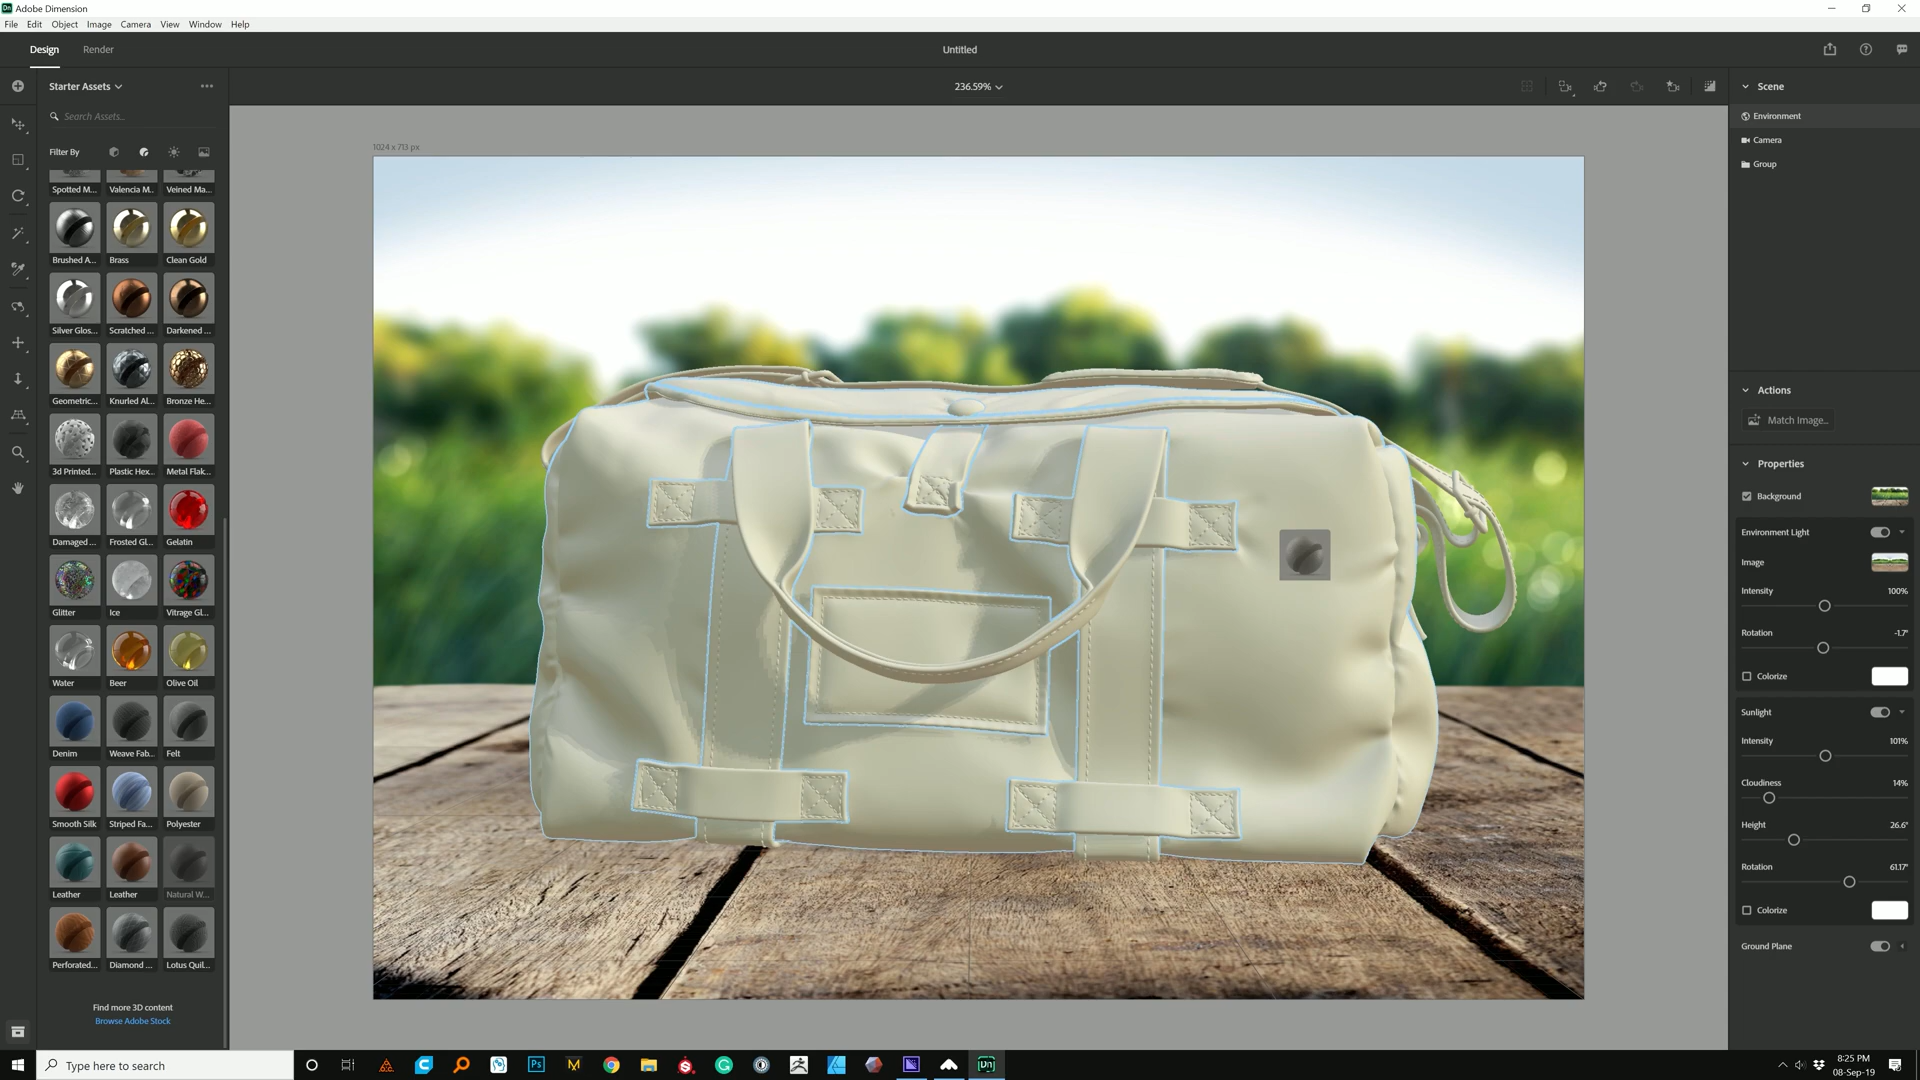 Dn Adobe Dimension
File Edit Object Image Camera View Window Help
Design Render Untitled
Starter Assets
236.59%
Search Assets...
Filter By
1024 x 713 px
Spotted M... Valencia M.. Veined Ma...
Brushed A... Brass Clean Gold
Silver Glos... Scratched ... Darkened ...
Geometric... Knurled Al... Bronze He...
3d Printed... Plastic Hex... Metal Flak...
Damaged ... Frosted Gl... Gelatin
Glitter Ice Vitrage Gl...
Water Beer Olive Oil
Denim Weave Fab... Felt
Smooth Silk Striped Fa... Polyester
Leather Leather Natural W...
Perforated... Diamond ... Lotus Quil...
Find more 3D content
Browse Adobe Stock
Scene
Environment
Camera
Group
Actions
Match Image...
Properties
Background
Environment Light
Image
Intensity 100%
Rotation -1.7°
Colorize
Sunlight
Intensity 101%
Cloudiness 14%
Height 26.6°
Rotation 61.17°
Colorize
Ground Plane
Type here to search
Ps
Dn
8:25 PM
08-Sep-19